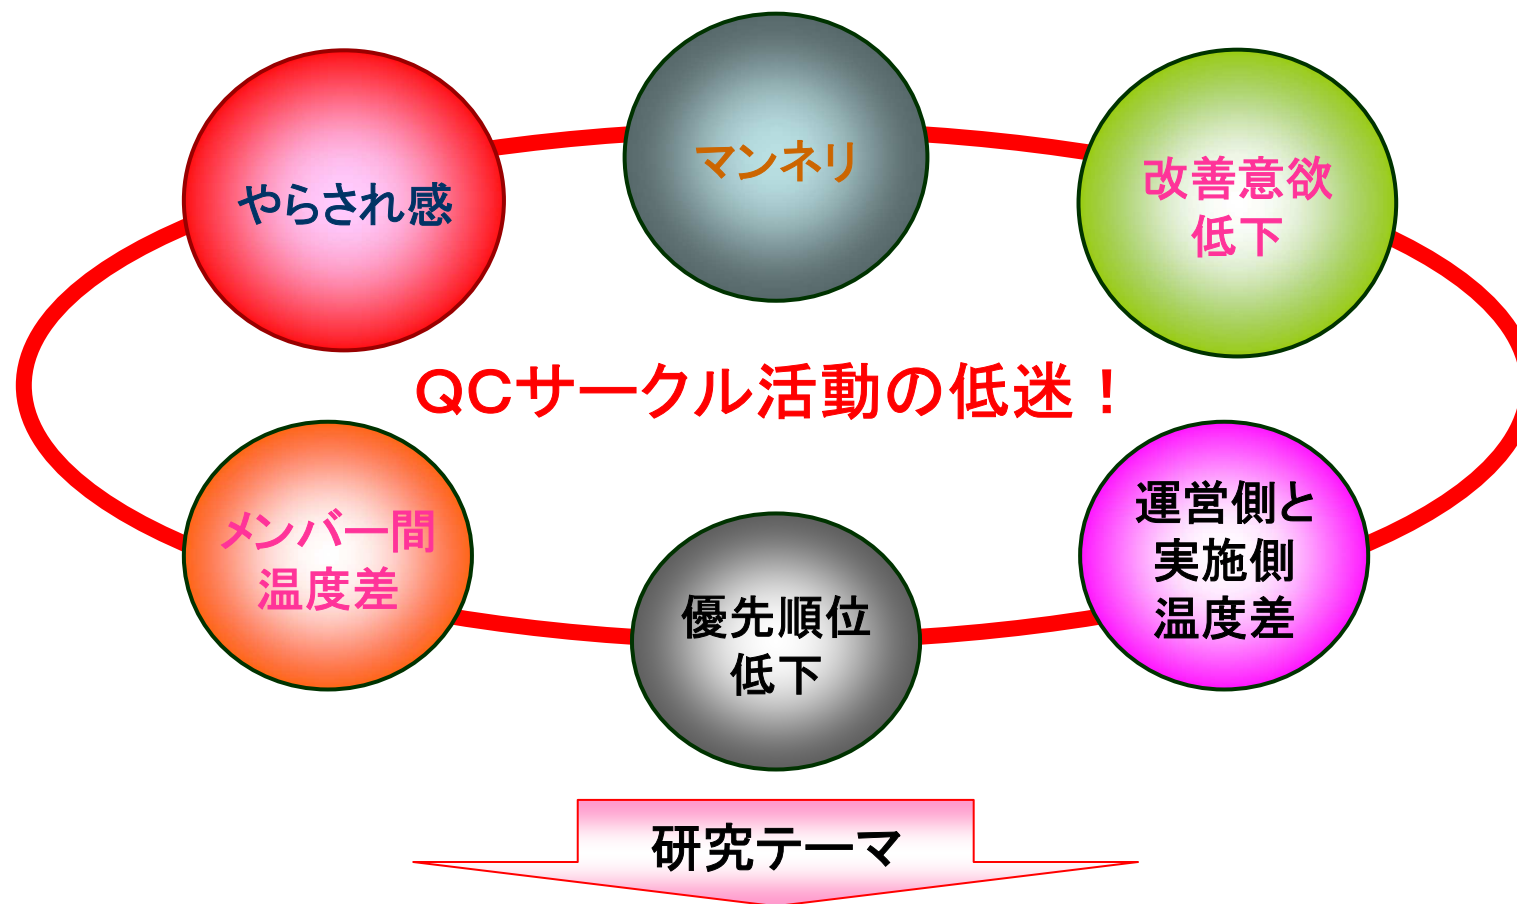 やらされ感
マンネリ
改善意欲
低下
QCサークル活動の低迷！
メンバー間
温度差
優先順位
低下
運営側と
実施側
温度差
研究テーマ